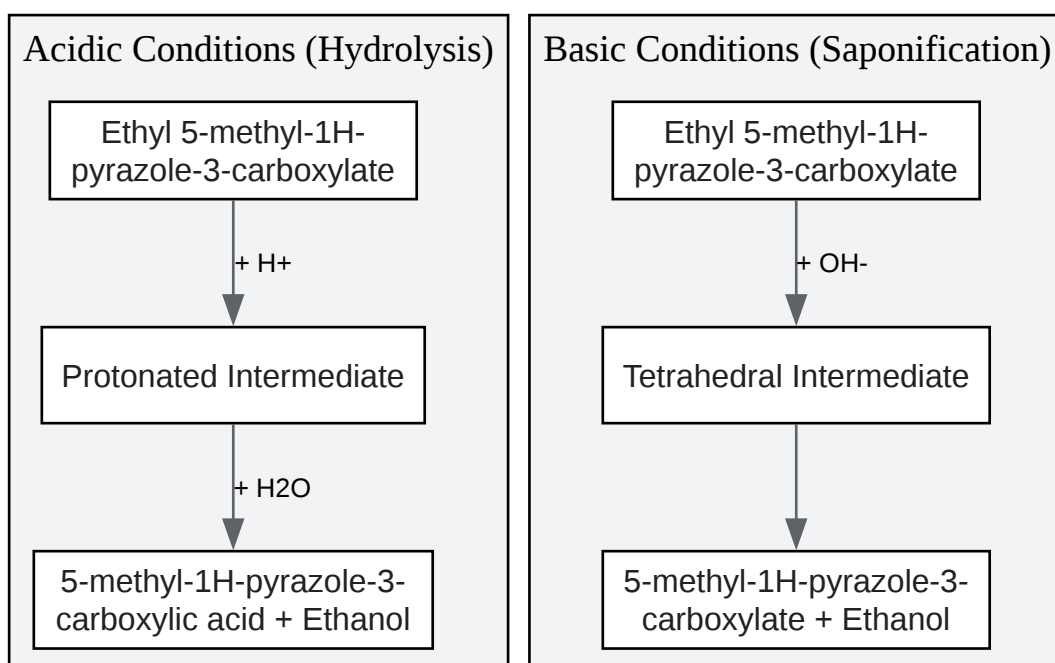 Acidic Conditions (Hydrolysis)
Ethyl 5-methyl-1H-
pyrazole-3-carboxylate
+ H+
Protonated Intermediate
+ H2O
5-methyl-1H-pyrazole-3-
carboxylic acid + Ethanol
Basic Conditions (Saponification)
Ethyl 5-methyl-1H-
pyrazole-3-carboxylate
+ OH-
Tetrahedral Intermediate
5-methyl-1H-pyrazole-3-
carboxylate + Ethanol